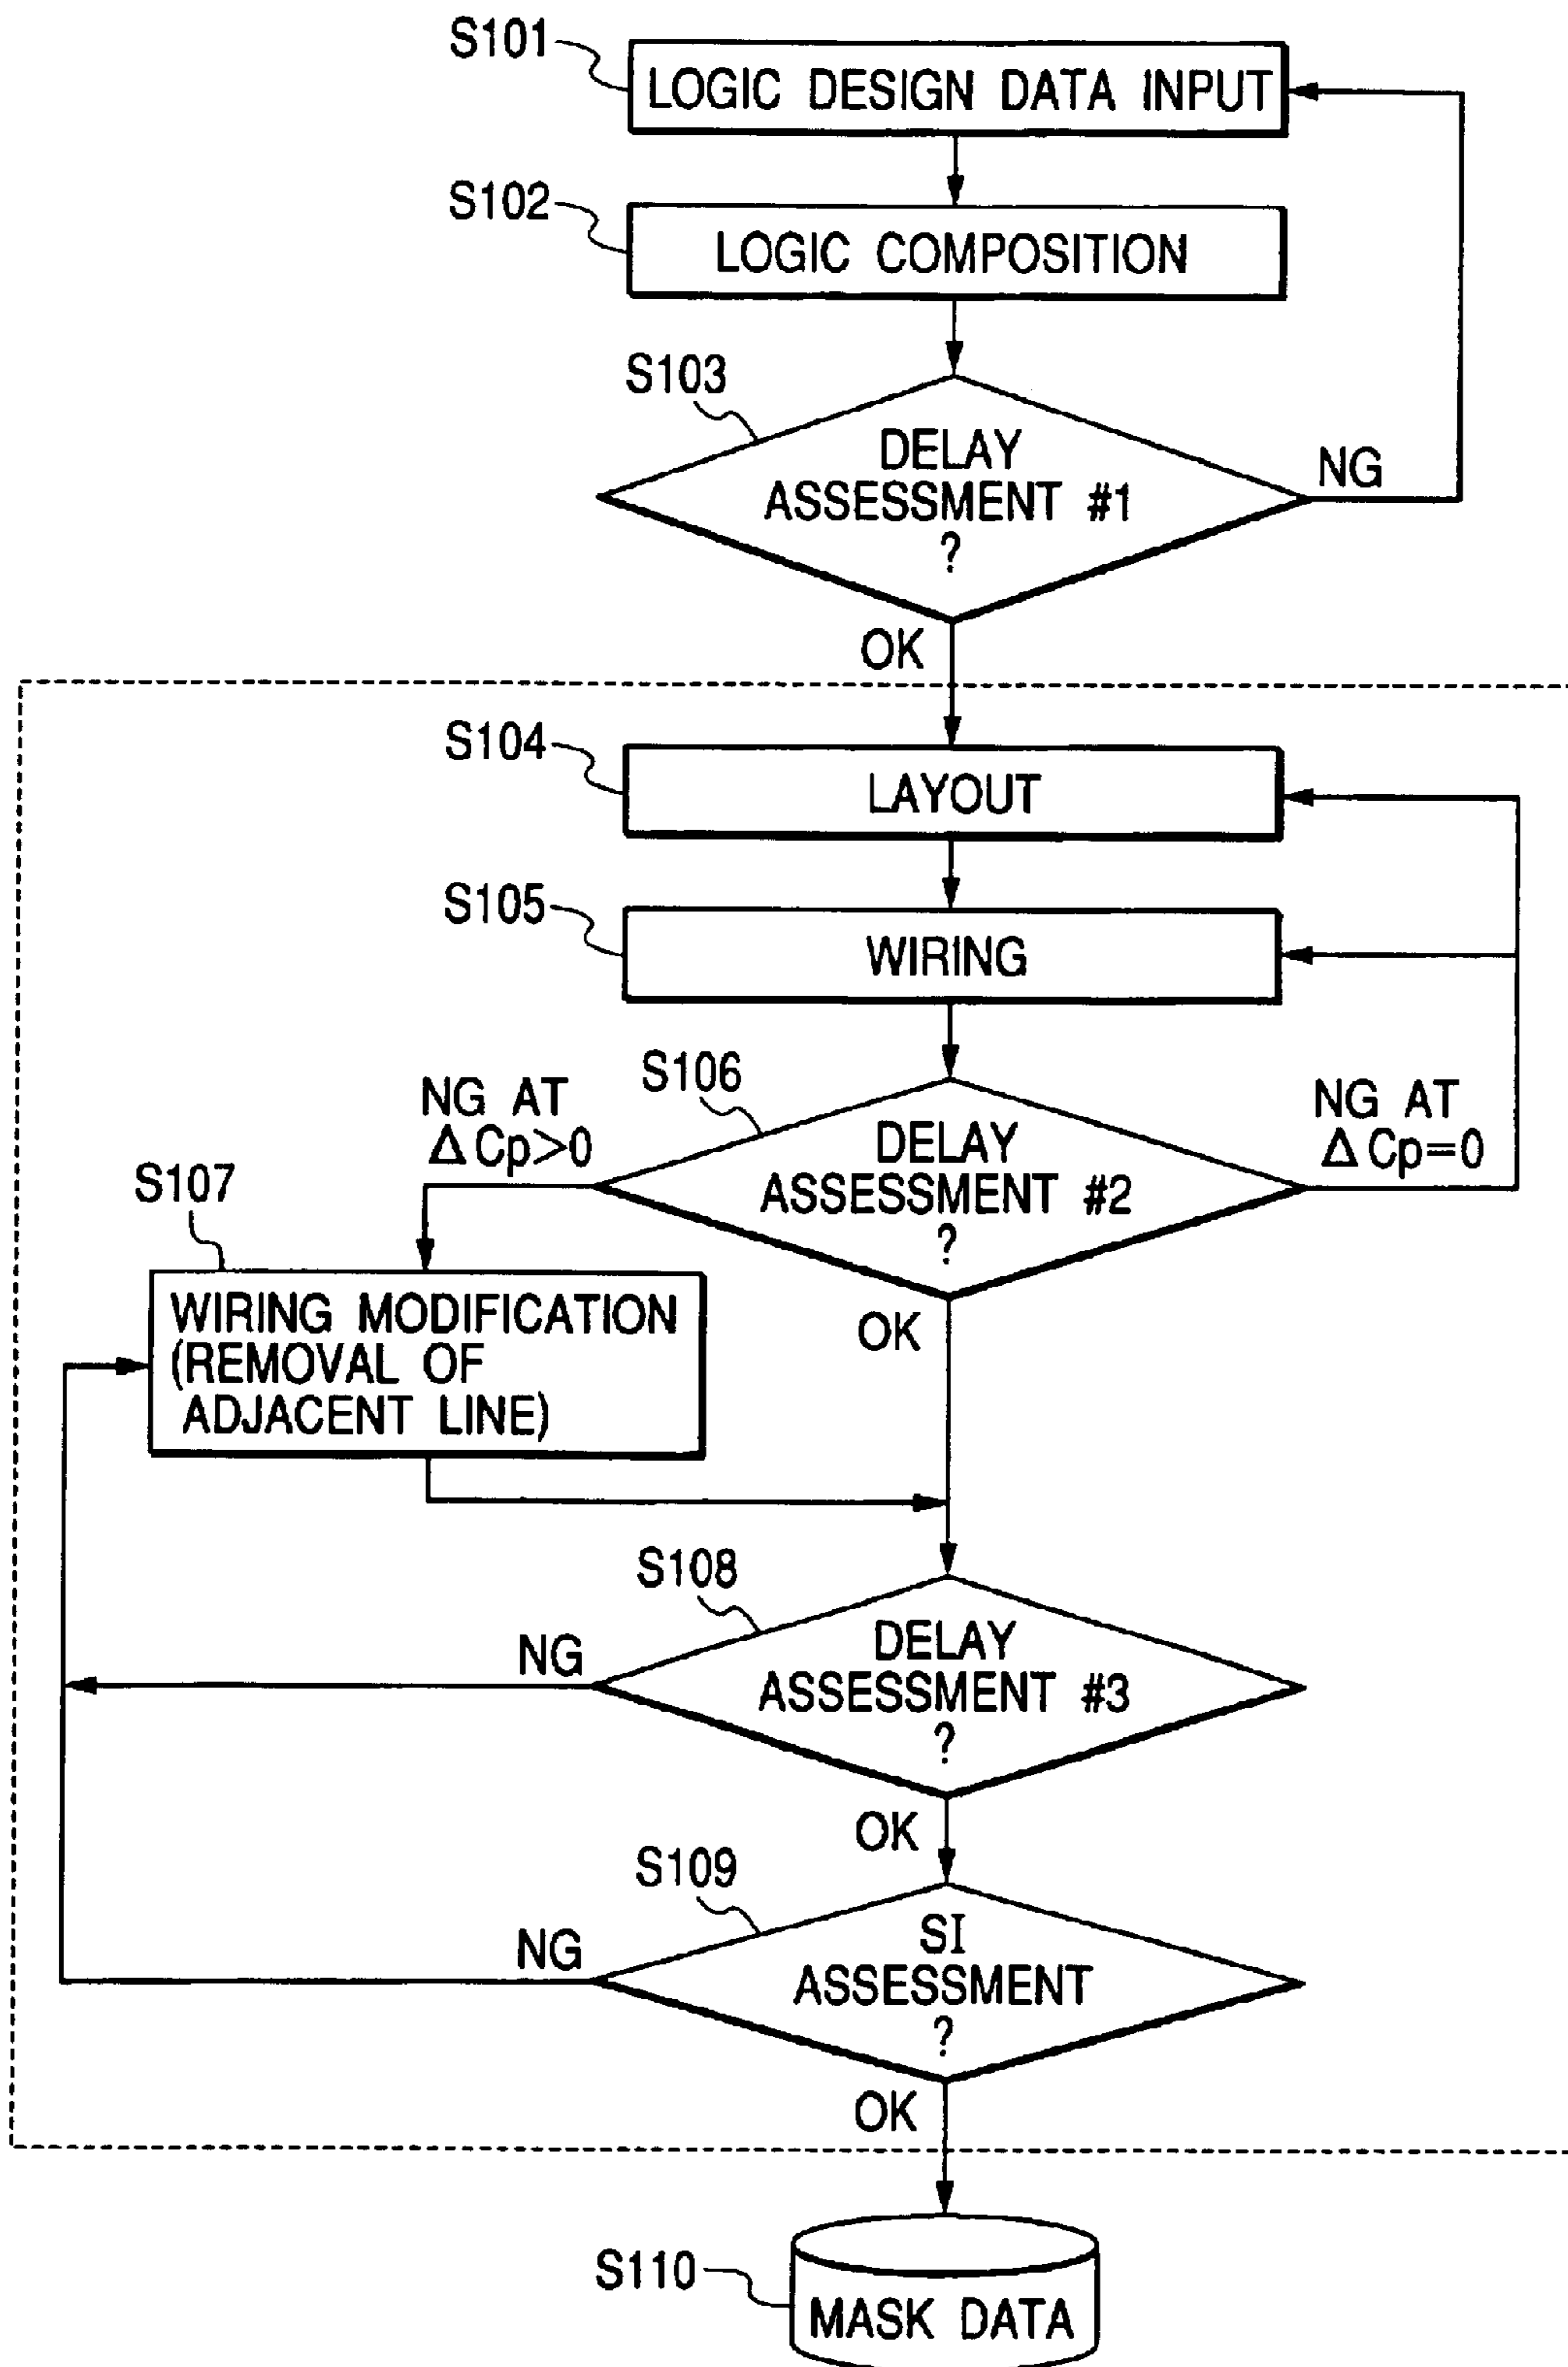 S101
LOGIC DESIGN DATA INPUT
S102
LOGIC COMPOSITION
S103
DELAY
ASSESSMENT #1
?
NG
OK
S104
LAYOUT
S105
WIRING
S106
NG AT
ΔCp>0
DELAY
ASSESSMENT #2
?
NG AT
ΔCp=0
S107
WIRING MODIFICATION
(REMOVAL OF
ADJACENT LINE)
OK
S108
NG
DELAY
ASSESSMENT #3
?
OK
S109
NG
SI
ASSESSMENT
?
OK
S110
MASK DATA